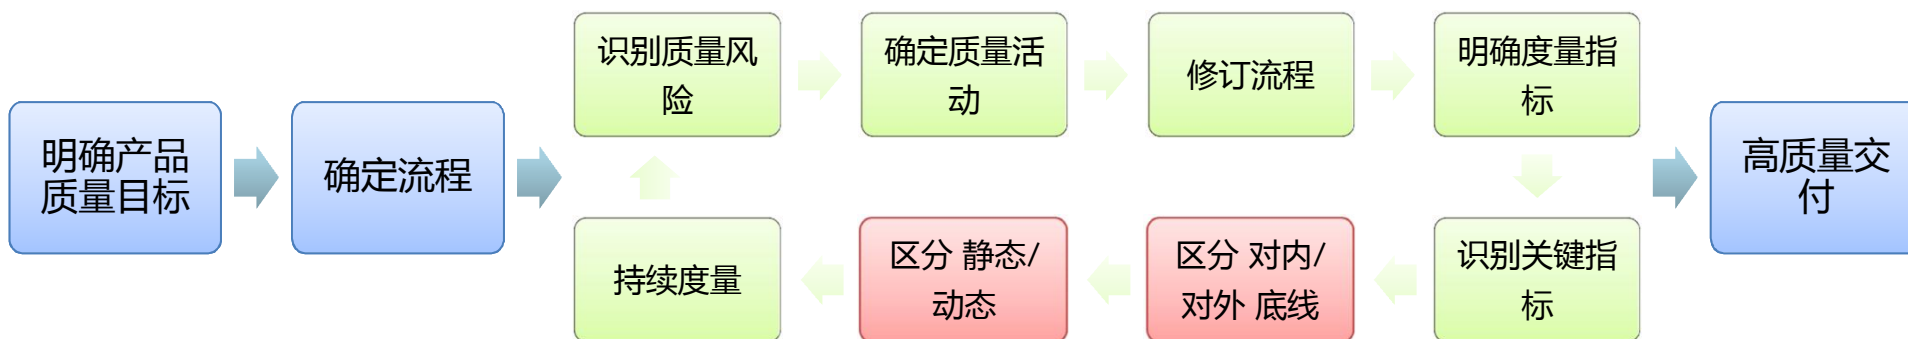 明确产品
质量目标
确定流程
识别质量风
险
确定质量活
动
修订流程
明确度量指
标
识别关键指
标
区分 对内/
对外 底线
区分 静态/
动态
持续度量
高质量交
付